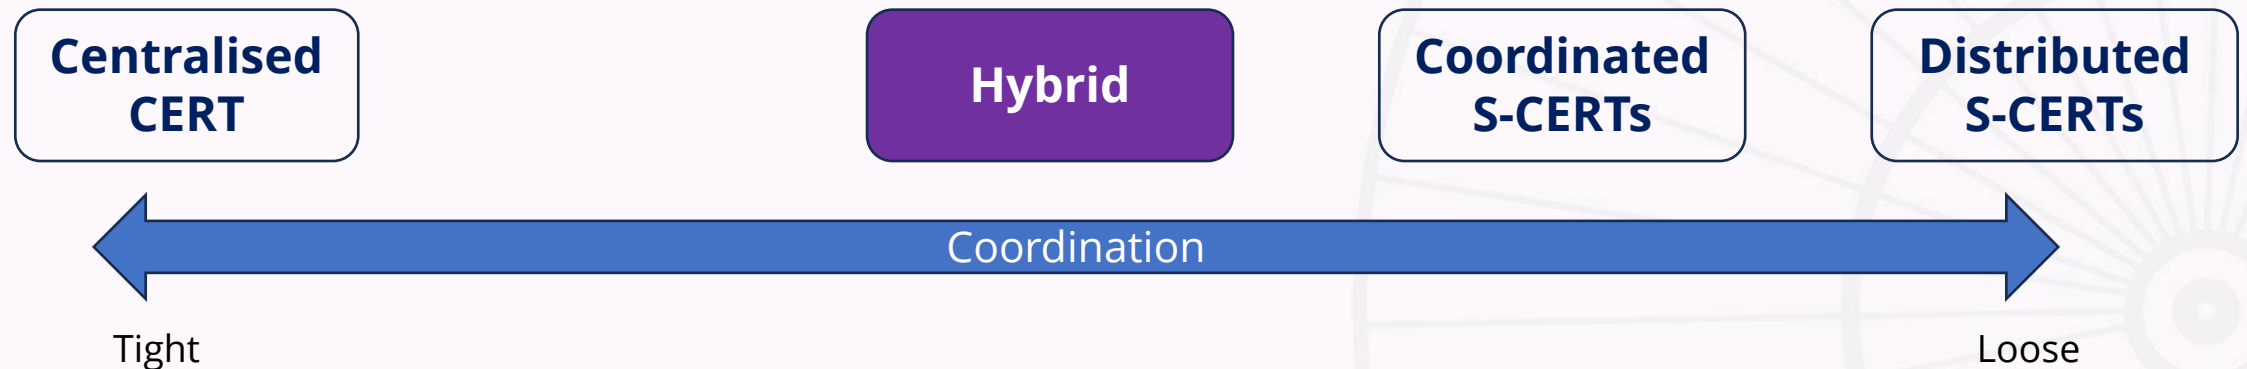 Centralised
CERT
Hybrid
Coordinated
S-CERTs
Distributed
S-CERTs
Coordination
Tight
Loose